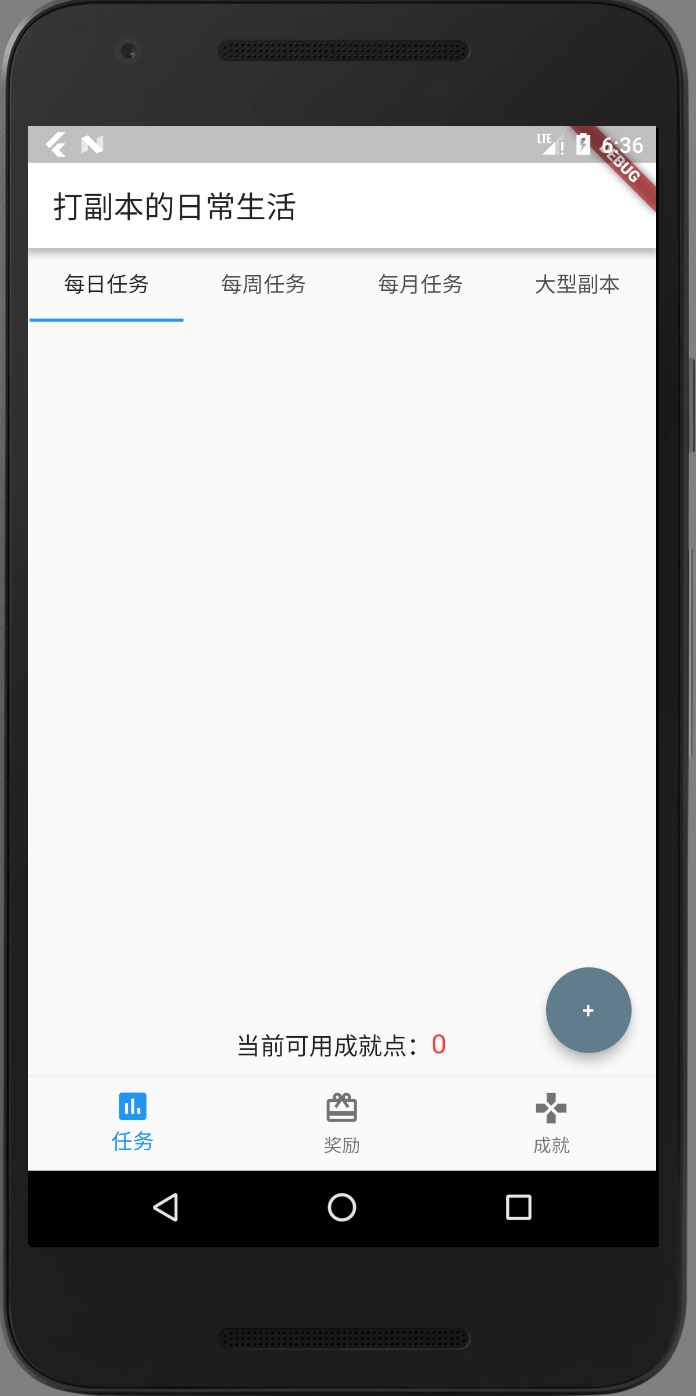 LTE 6:36
DEBUG
打副本的日常生活
每日任务 每周任务 每月任务 大型副本
+
当前可用成就点：0
任务 奖励 成就